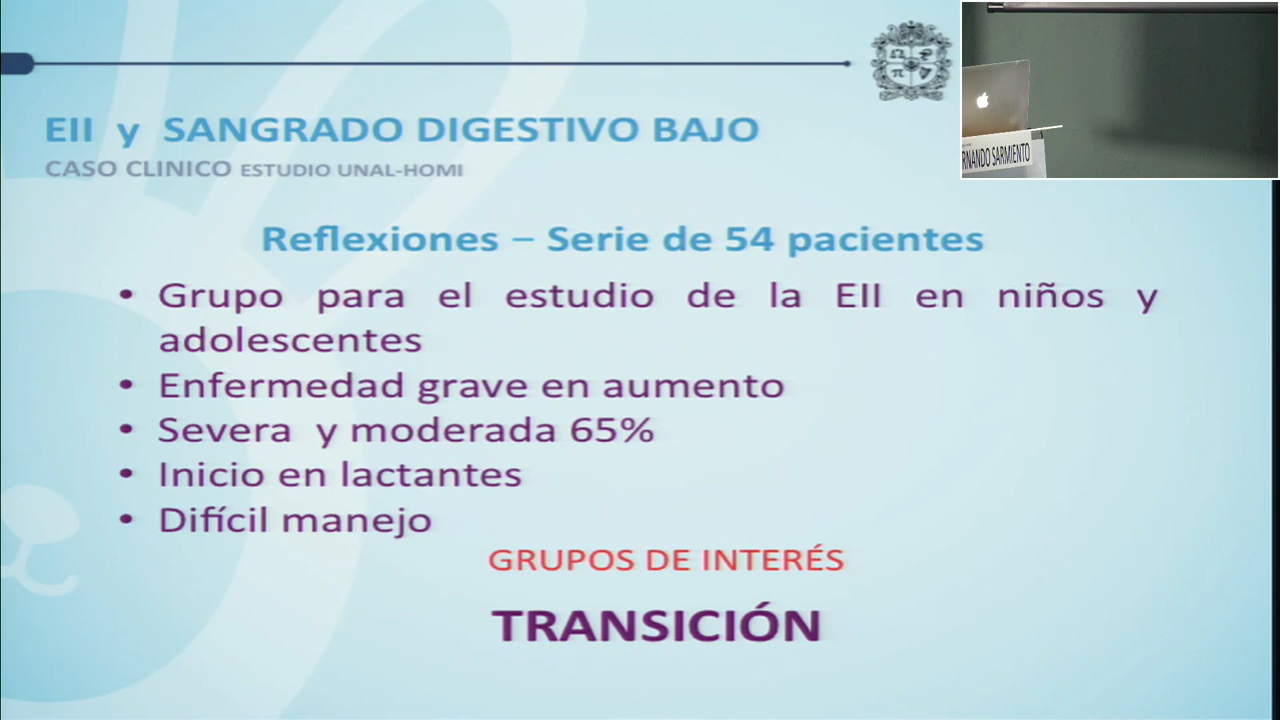 EII y SANGRADO DIGESTIVO BAJO
CASO CLINICO ESTUDIO UNAL-HOMI
Reflexiones – Serie de 54 pacientes
• Grupo para el estudio de la EII en niños y
adolescentes
• Enfermedad grave en aumento
• Severa y moderada 65%
• Inicio en lactantes
• Difícil manejo
GRUPOS DE INTERÉS
TRANSICIÓN
RNANDO SARMIENTO